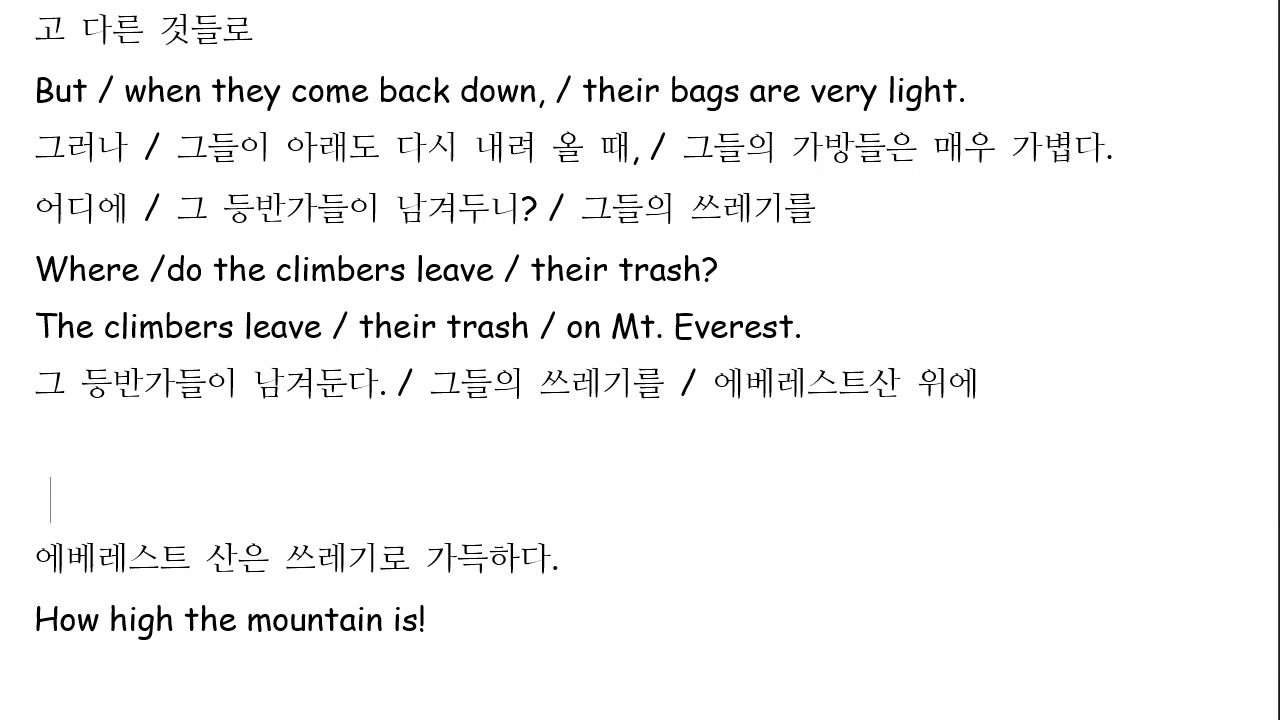 고 다른 것들로
But / when they come back down, / their bags are very light.
그러나 / 그들이 아래도 다시 내려 올 때, / 그들의 가방들은 매우 가볍다.
어디에 / 그 등반가들이 남겨두니? / 그들의 쓰레기를
Where /do the climbers leave / their trash?
The climbers leave / their trash / on Mt. Everest.
그 등반가들이 남겨둔다. / 그들의 쓰레기를 / 에베레스트산 위에
에베레스트 산은 쓰레기로 가득하다.
How high the mountain is!